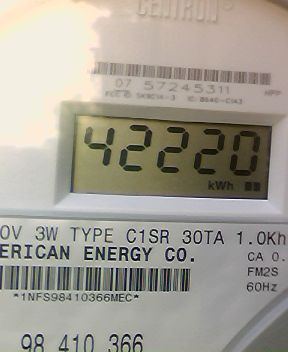 CENTRON®
07 57245311
42220
kWh
0V 3W TYPE C1SR 30TA 1.0Kh
ERICAN ENERGY CO.
CA 0.
FM2S
60Hz
*1NFS98410366MEC*
98 410 366